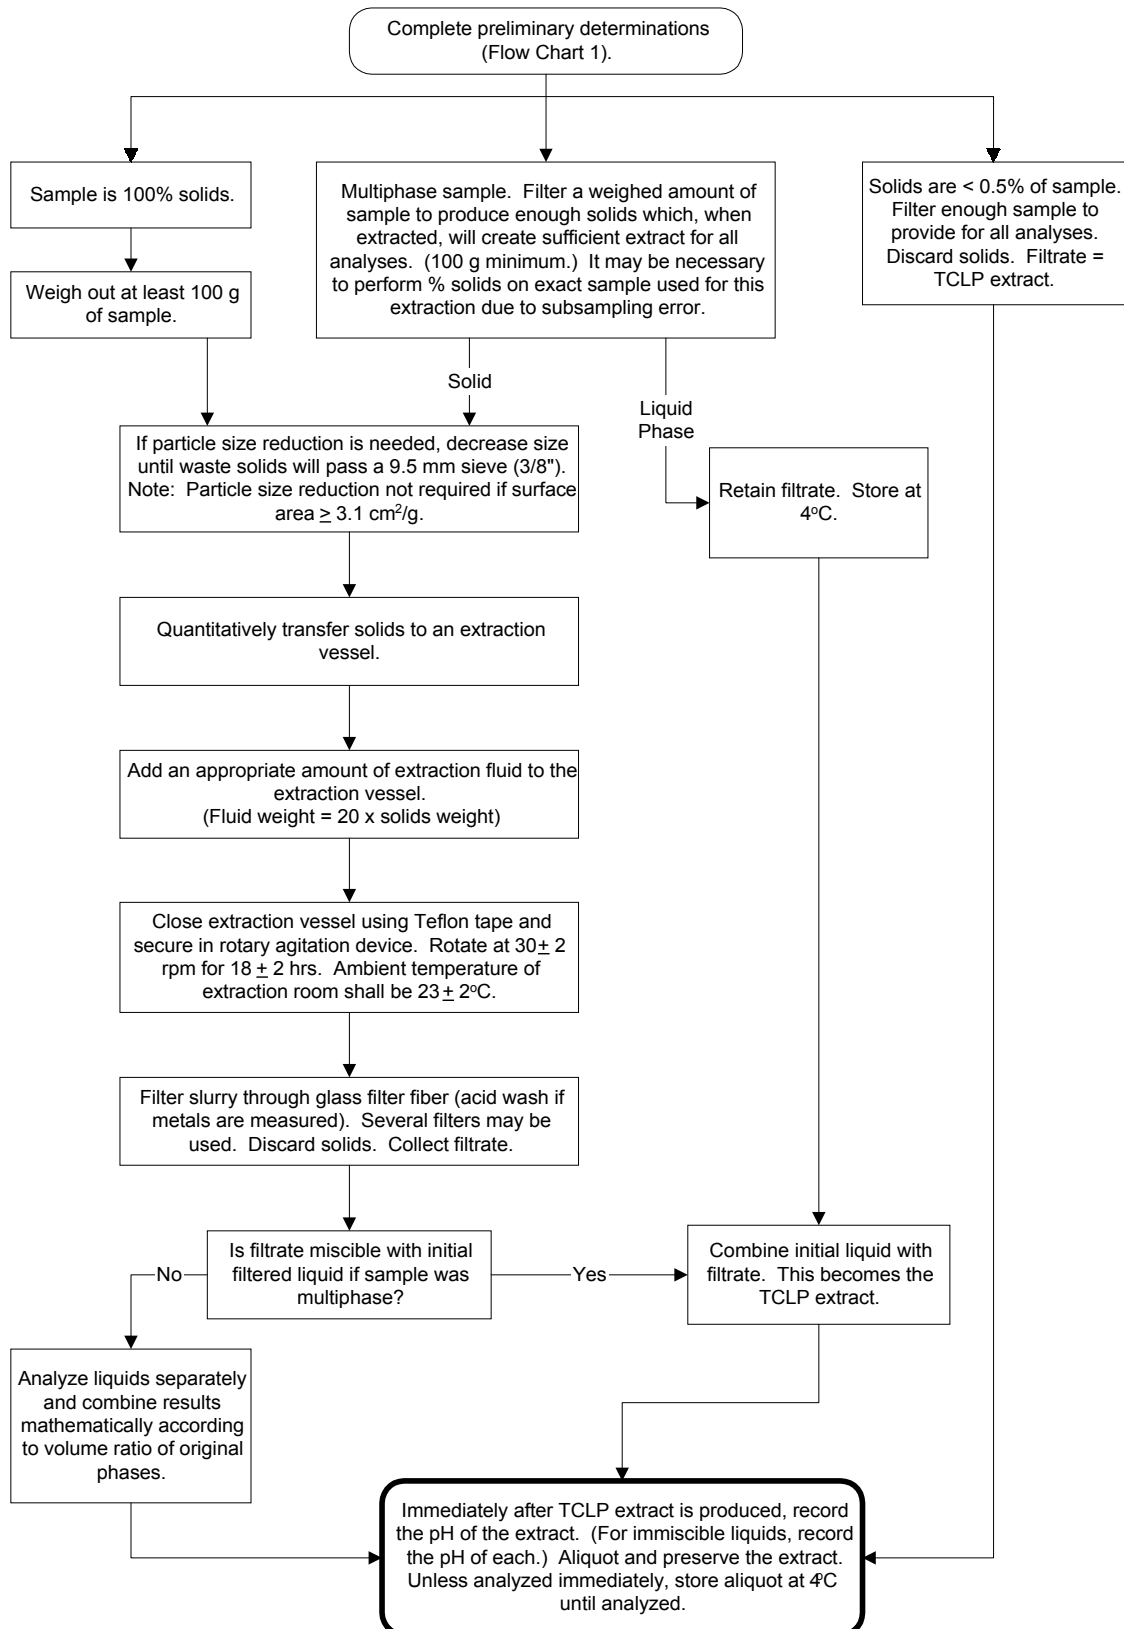 Complete preliminary determinations
(Flow Chart 1).
Sample is 100% solids.
Weigh out at least 100 g
of sample.
Multiphase sample.  Filter a weighed amount of
sample to produce enough solids which, when
extracted, will create sufficient extract for all
analyses.  (100 g minimum.)  It may be necessary
to perform % solids on exact sample used for this
extraction due to subsampling error.
Solids are < 0.5% of sample.
Filter enough sample to
provide for all analyses.
Discard solids.  Filtrate =
TCLP extract.
Solid
Liquid
Phase
If particle size reduction is needed, decrease size
until waste solids will pass a 9.5 mm sieve (3/8").
Note:  Particle size reduction not required if surface
area ≥ 3.1 cm²/g.
Retain filtrate.  Store at
4°C.
Quantitatively transfer solids to an extraction
vessel.
Add an appropriate amount of extraction fluid to the
extraction vessel.
(Fluid weight = 20 x solids weight)
Close extraction vessel using Teflon tape and
secure in rotary agitation device.  Rotate at 30 ± 2
rpm for 18 ± 2 hrs.  Ambient temperature of
extraction room shall be 23 ± 2°C.
Filter slurry through glass filter fiber (acid wash if
metals are measured).  Several filters may be
used.  Discard solids.  Collect filtrate.
Is filtrate miscible with initial
filtered liquid if sample was
multiphase?
No
Yes
Combine initial liquid with
filtrate.  This becomes the
TCLP extract.
Analyze liquids separately
and combine results
mathematically according
to volume ratio of original
phases.
Immediately after TCLP extract is produced, record
the pH of the extract.  (For immiscible liquids, record
the pH of each.)  Aliquot and preserve the extract.
Unless analyzed immediately, store aliquot at 4°C
until analyzed.